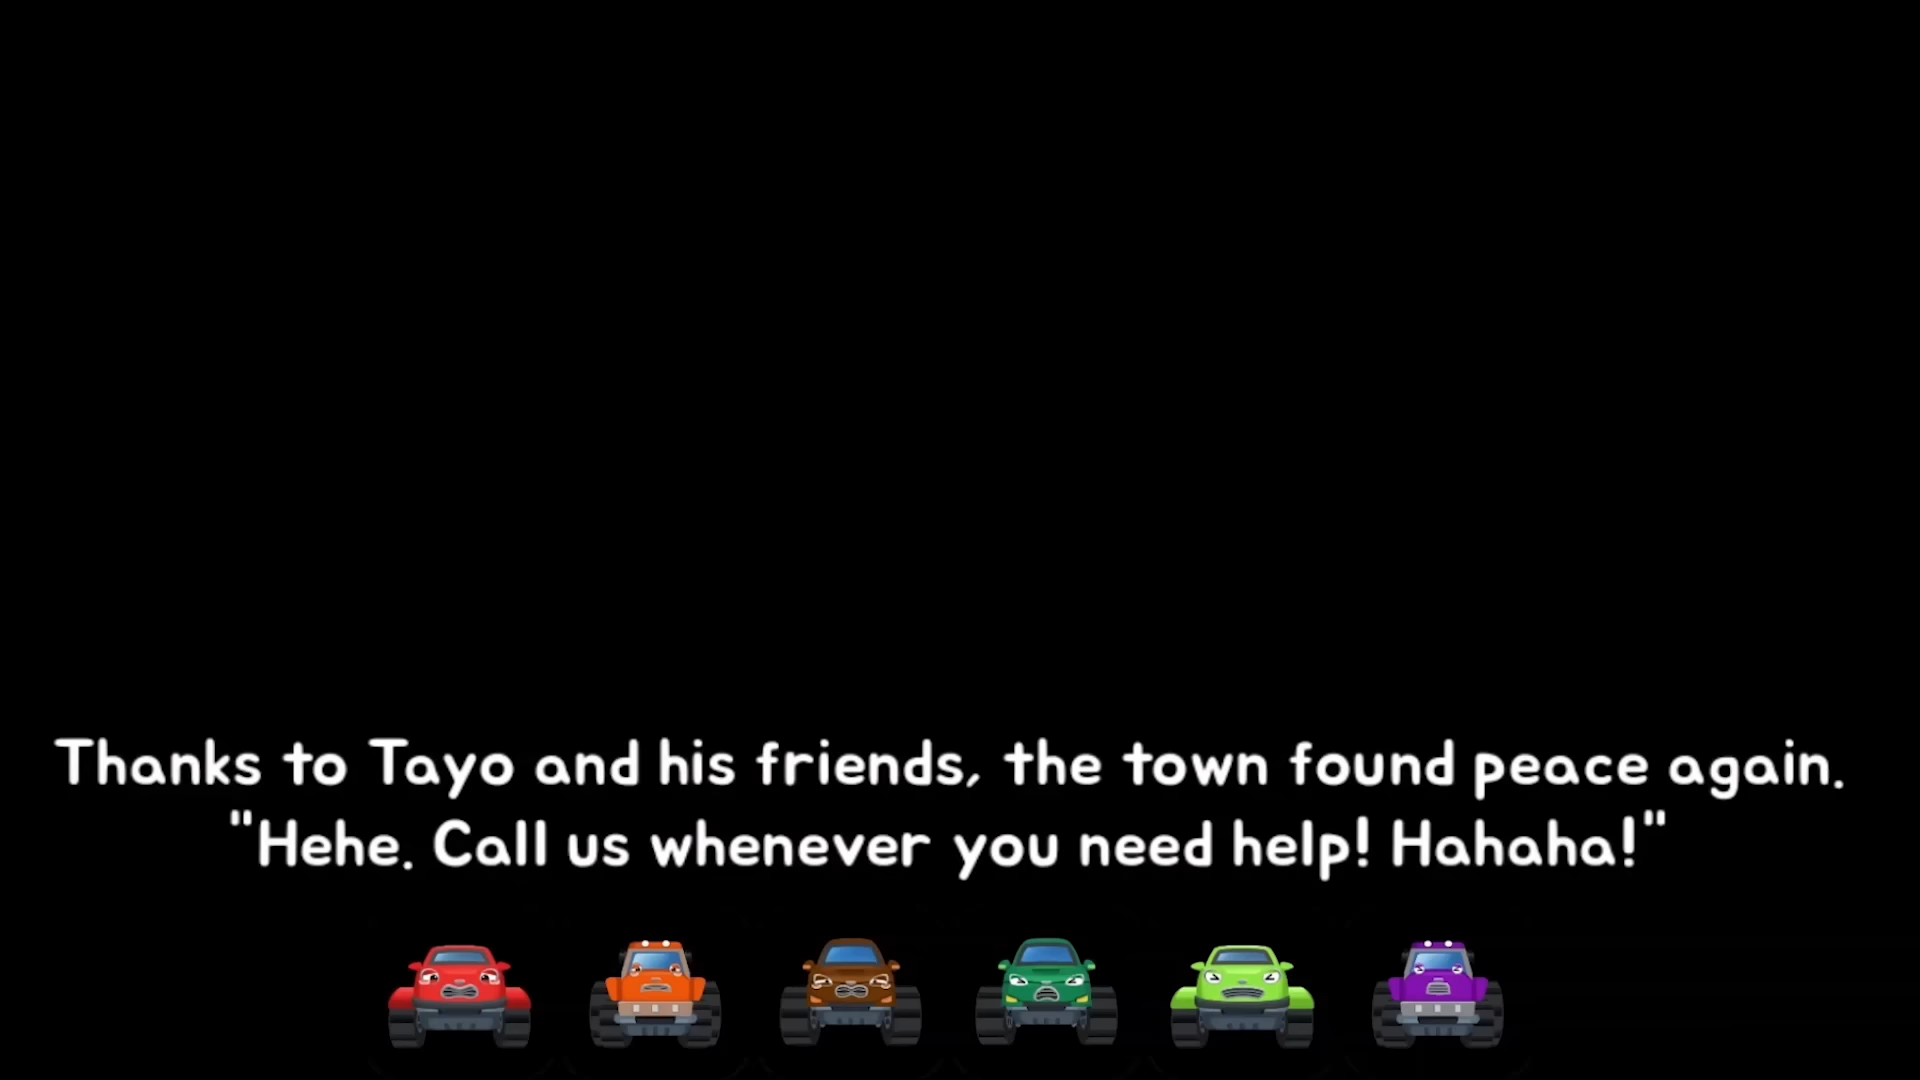 Thanks to Tayo and his friends, the town found peace again.
"Hehe. Call us whenever you need help! Hahaha!"